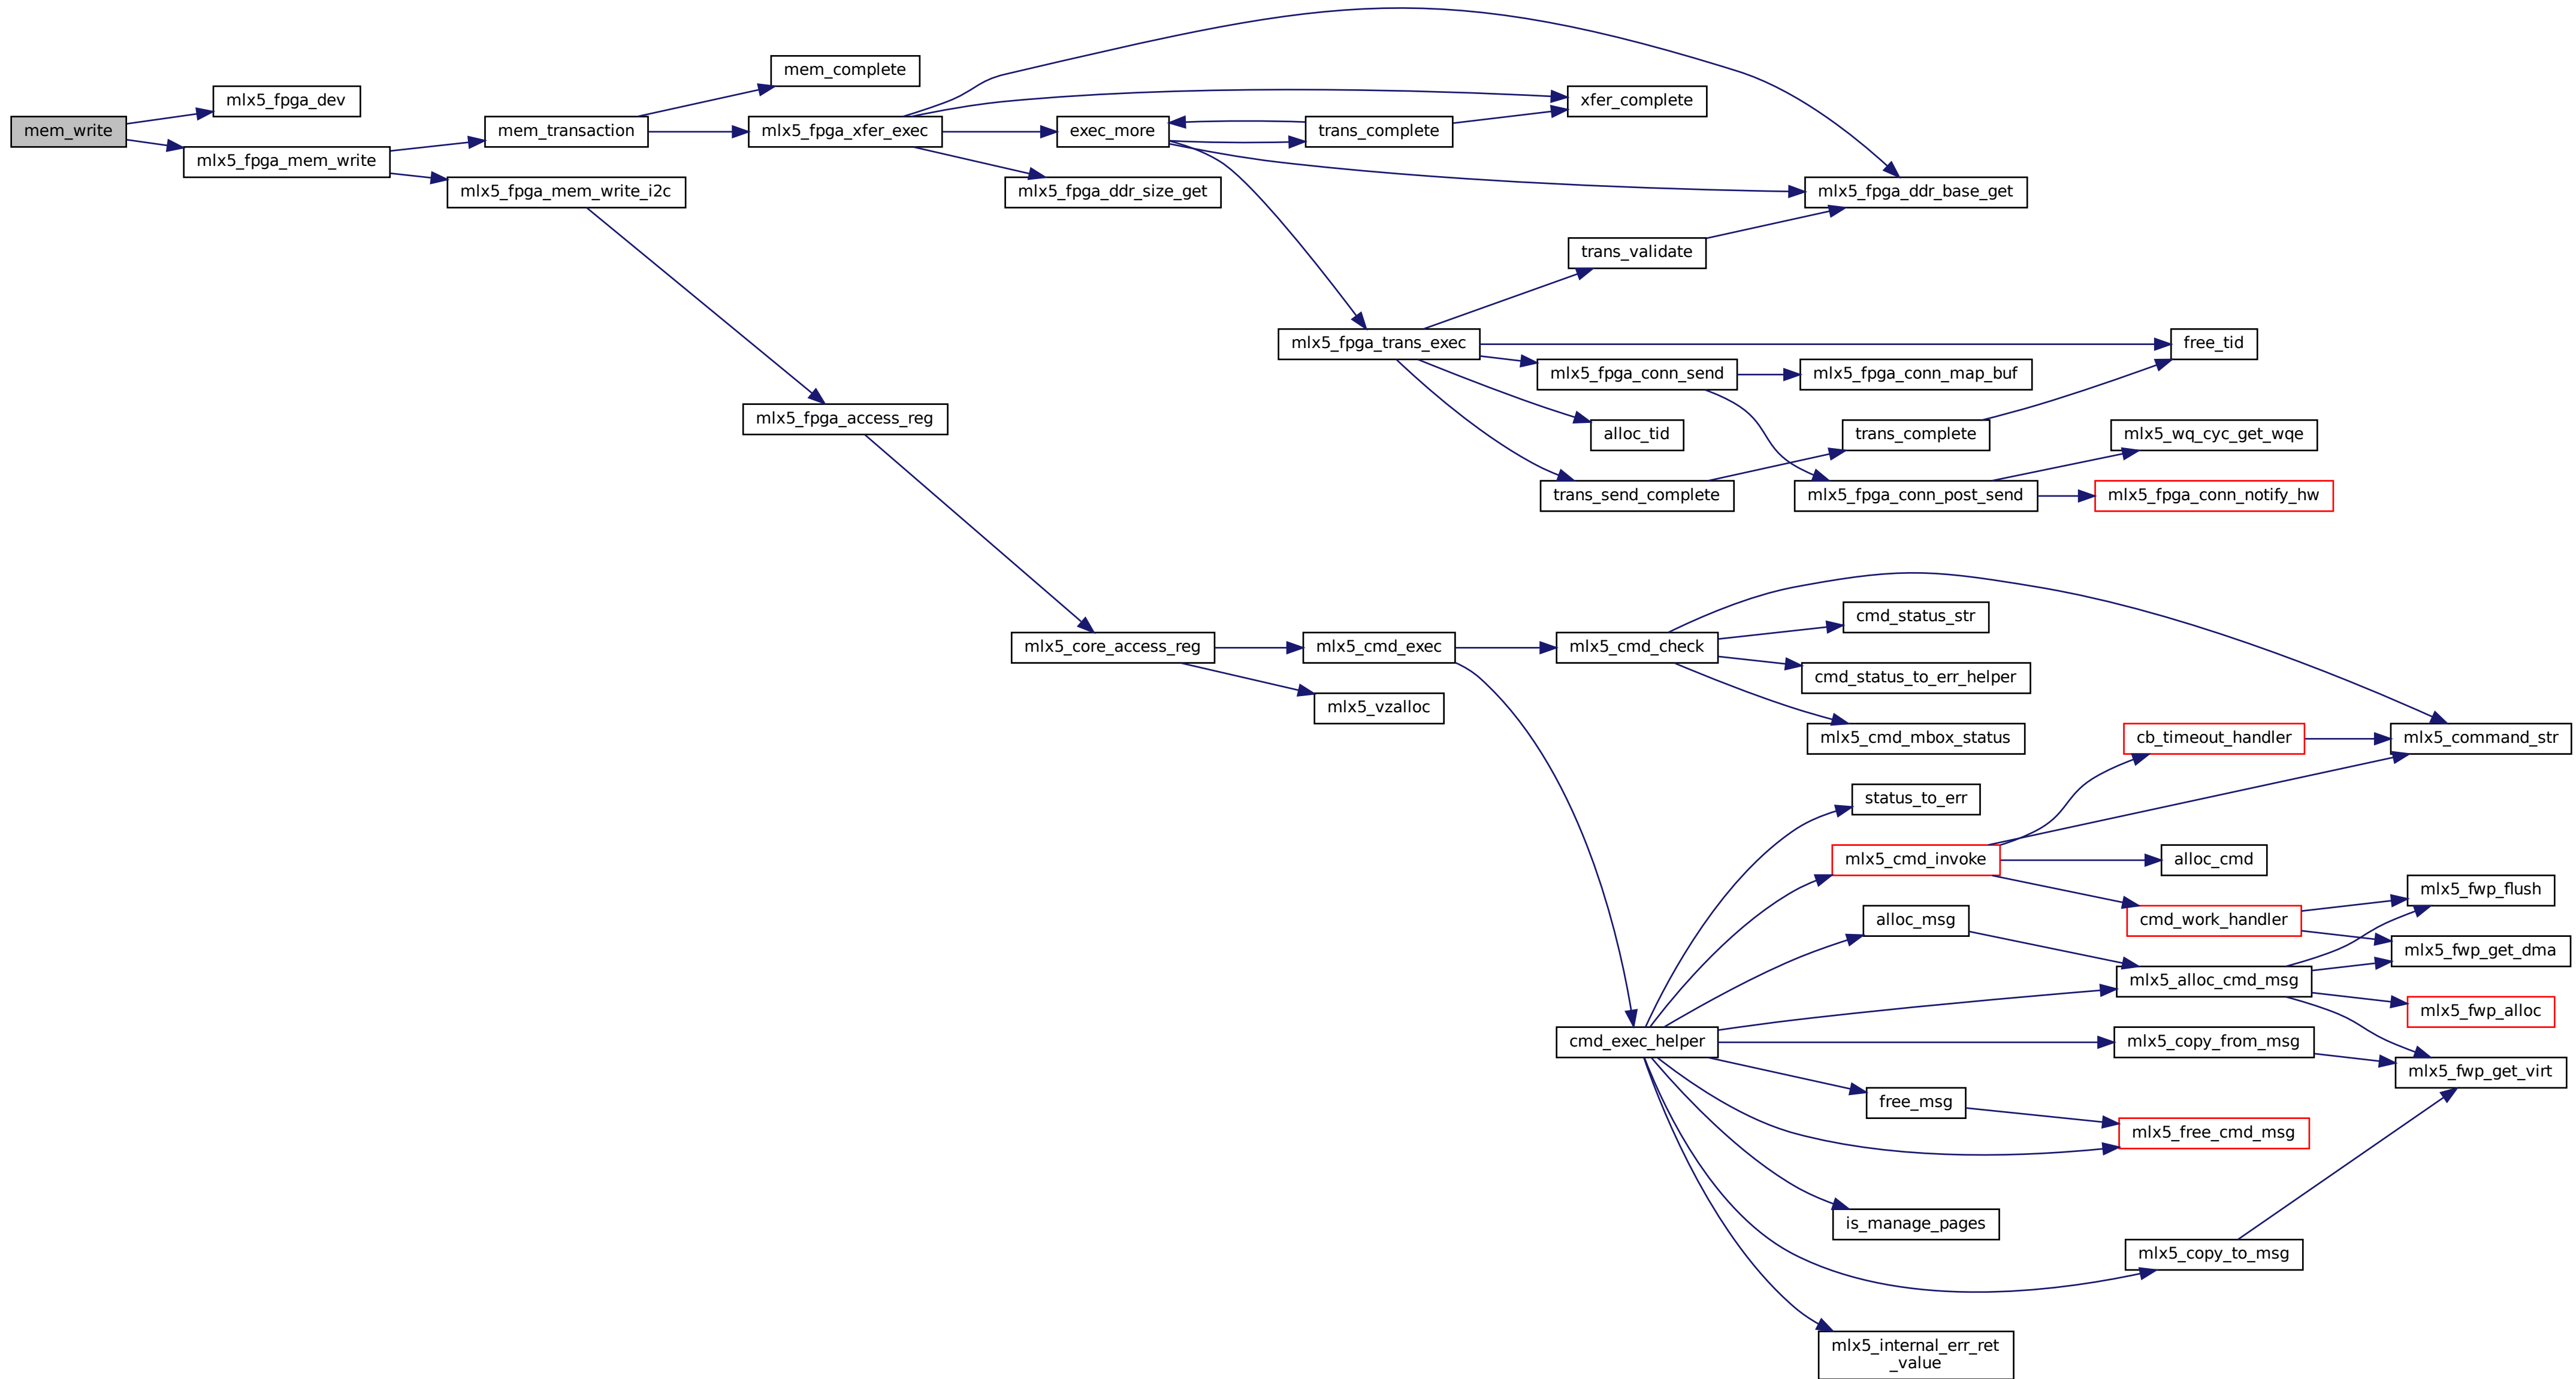 mem_write
mlx5_fpga_dev
mlx5_fpga_mem_write
mem_transaction
mlx5_fpga_mem_write_i2c
mem_complete
mlx5_fpga_xfer_exec
exec_more
mlx5_fpga_ddr_size_get
trans_complete
xfer_complete
mlx5_fpga_ddr_base_get
trans_validate
mlx5_fpga_trans_exec
free_tid
mlx5_fpga_conn_send
mlx5_fpga_conn_map_buf
alloc_tid
trans_complete
mlx5_wq_cyc_get_wqe
trans_send_complete
mlx5_fpga_conn_post_send
mlx5_fpga_conn_notify_hw
mlx5_fpga_access_reg
mlx5_core_access_reg
mlx5_cmd_exec
mlx5_vzalloc
mlx5_cmd_check
cmd_status_str
cmd_status_to_err_helper
mlx5_cmd_mbox_status
cb_timeout_handler
mlx5_command_str
status_to_err
mlx5_cmd_invoke
alloc_cmd
alloc_msg
cmd_work_handler
mlx5_fwp_flush
mlx5_fwp_get_dma
mlx5_alloc_cmd_msg
mlx5_fwp_alloc
cmd_exec_helper
mlx5_copy_from_msg
mlx5_fwp_get_virt
free_msg
mlx5_free_cmd_msg
is_manage_pages
mlx5_copy_to_msg
mlx5_internal_err_ret
_value